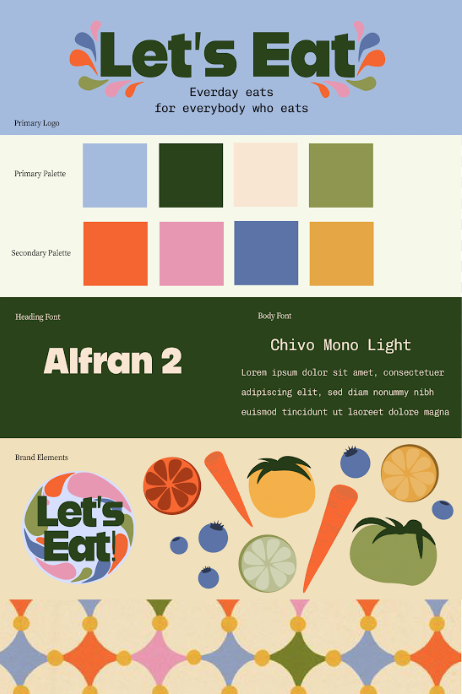 Let's Eat
Everday eats
for everybody who eats
Primary Logo
Primary Palette
Secondary Palette
Heading Font
Alfran 2
Body Font
Chivo Mono Light
Lorem ipsum dolor sit amet, consectetuer
adipiscing elit, sed diam nonummy nibh
euismod tincidunt ut laoreet dolore magna
Brand Elements
Let's
Eat!